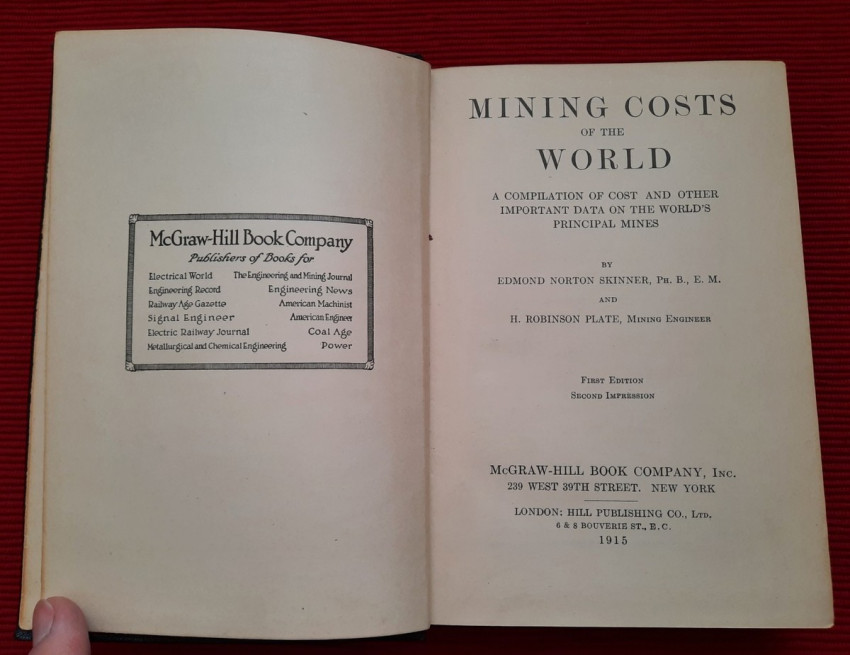 McGraw-Hill Book Company
Publishers of Books for
Electrical World The Engineering and Mining Journal
Engineering Record Engineering News
Railway Age Gazette American Machinist
Signal Engineer American Engineer
Electric Railway Journal Coal Age
Metallurgical and Chemical Engineering Power
MINING COSTS
OF THE
WORLD
A COMPILATION OF COST AND OTHER
IMPORTANT DATA ON THE WORLD'S
PRINCIPAL MINES
BY
EDMOND NORTON SKINNER, PH. B., E. M.
AND
H. ROBINSON PLATE, MINING ENGINEER
FIRST EDITION
SECOND IMPRESSION
McGRAW-HILL BOOK COMPANY, INC.
239 WEST 39TH STREET. NEW YORK
LONDON: HILL PUBLISHING CO., LTD.
6 & 8 BOUVERIE ST., E. C.
1915